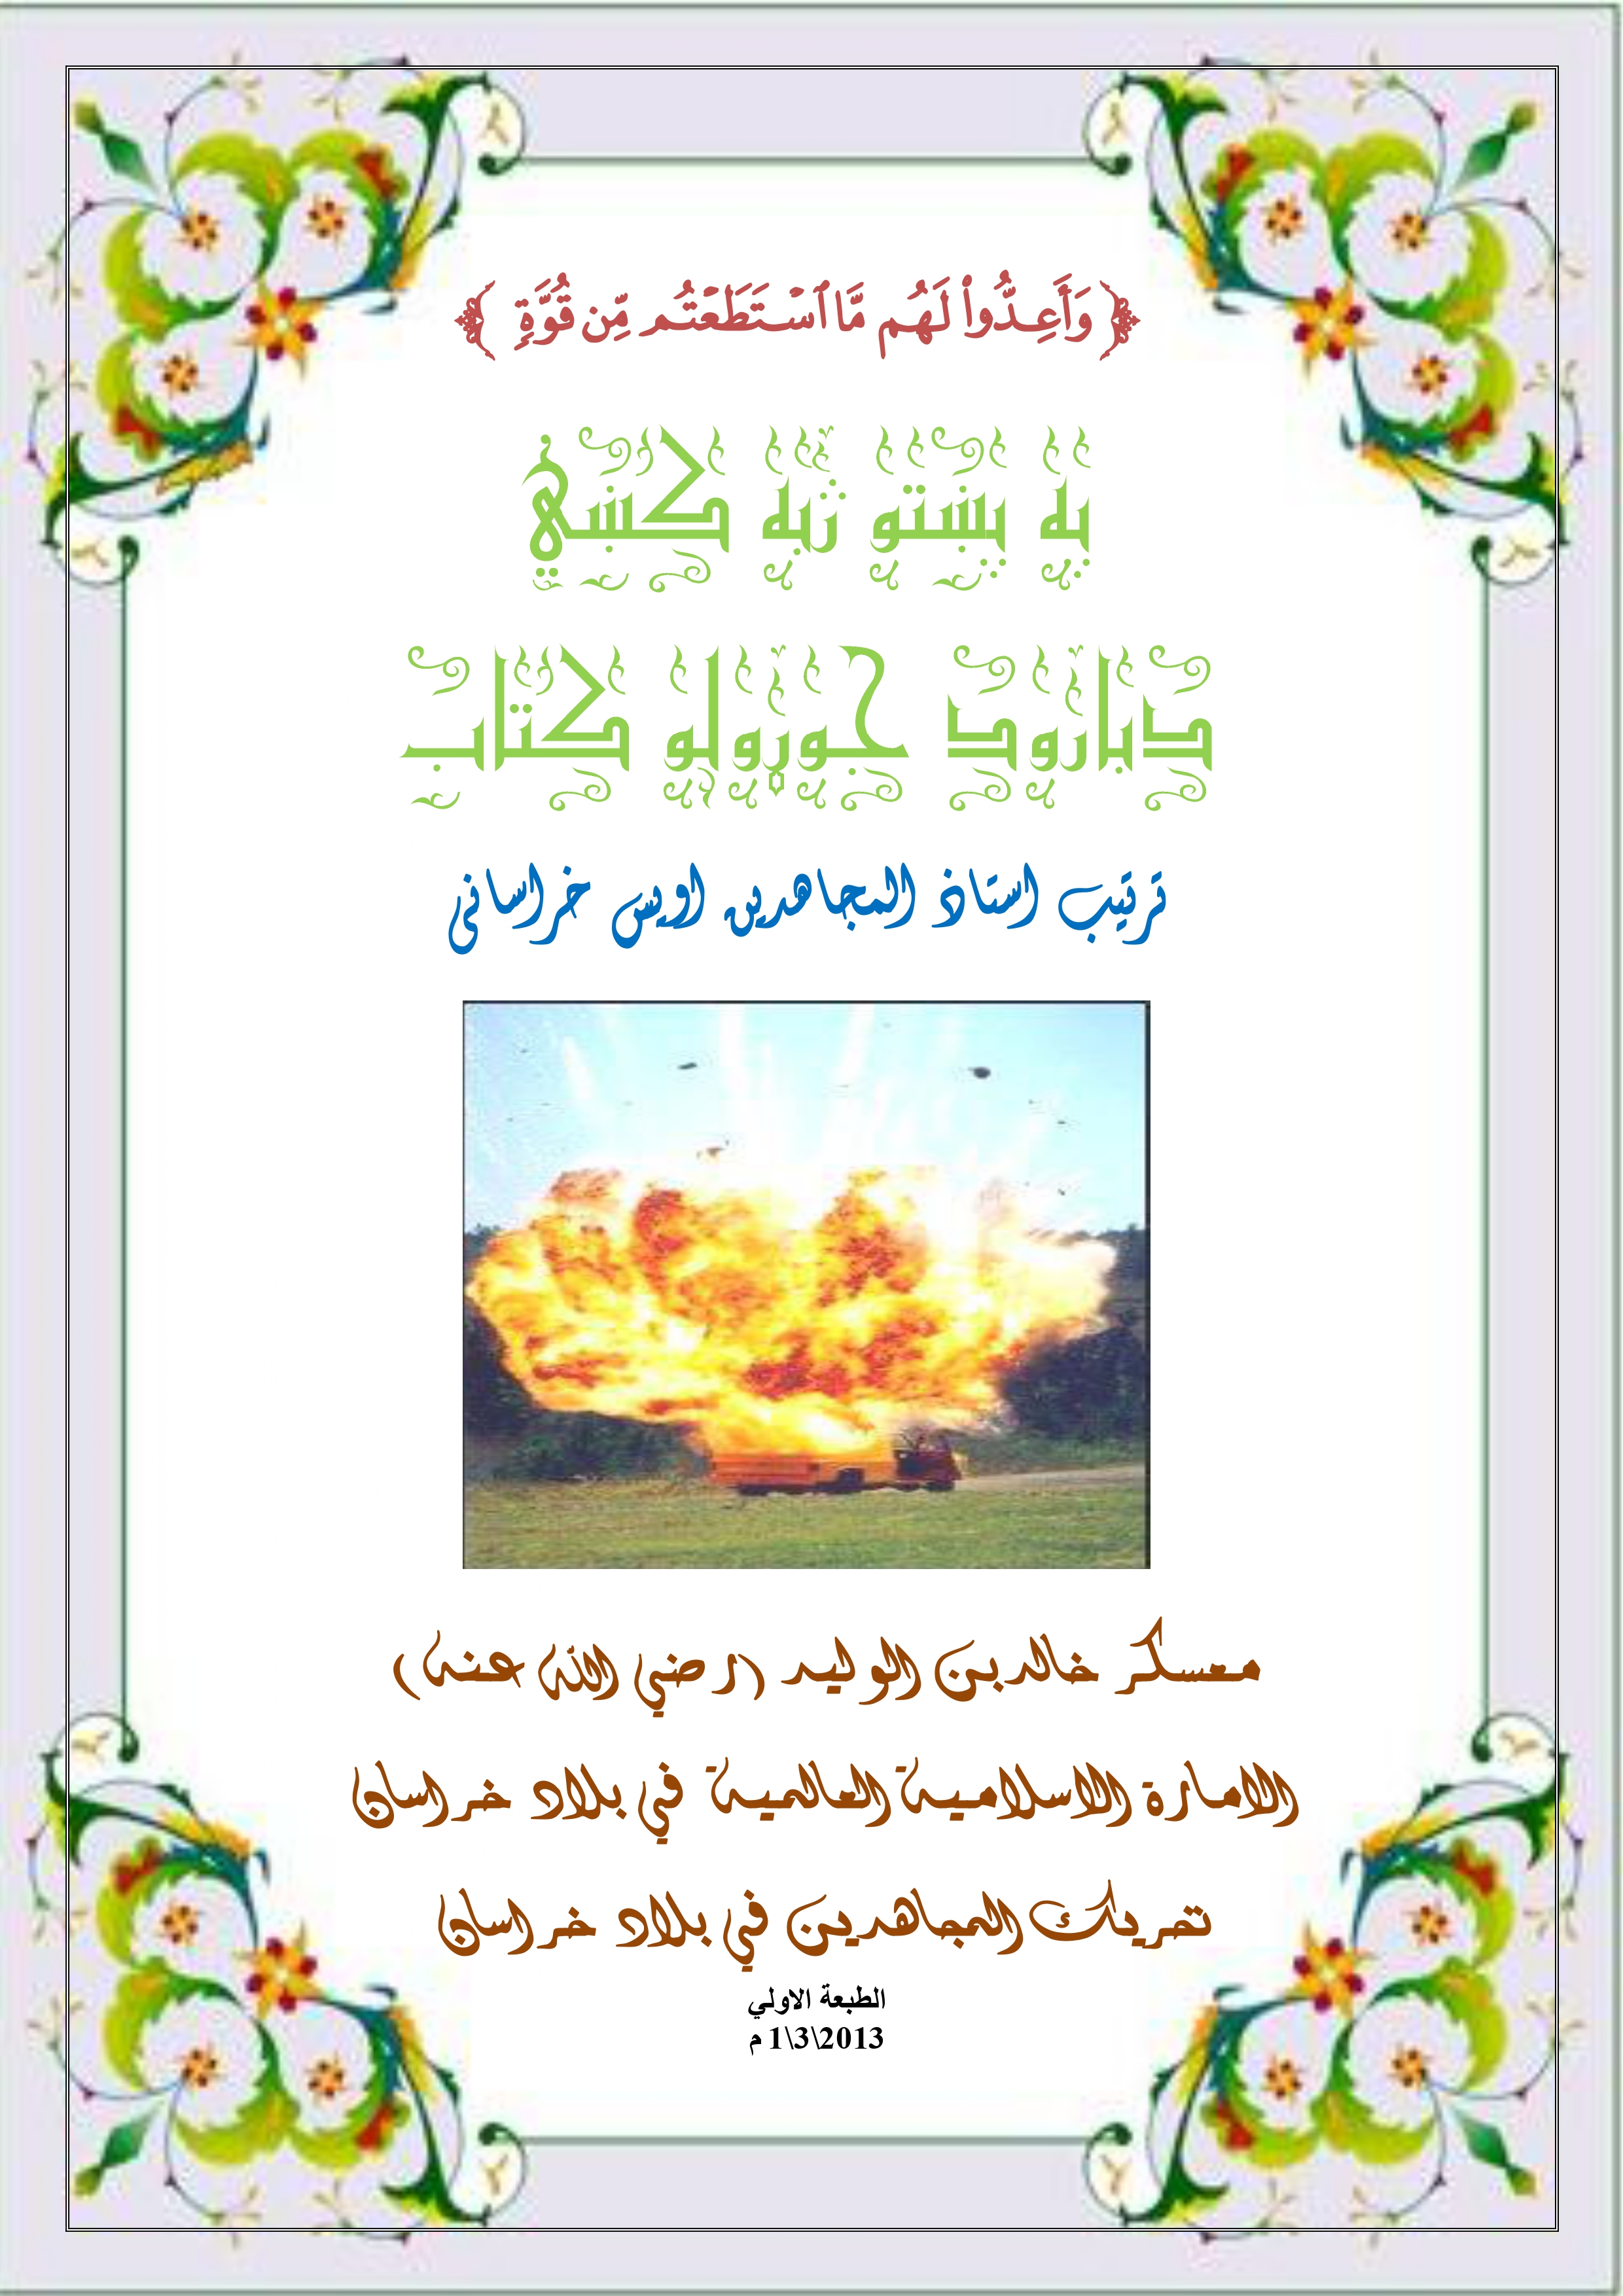 ﴿ وَأَعِدُّواْ لَهُم مَّا ٱسۡتَطَعۡتُم مِّن قُوَّةٖ ﴾
په پښتو ژبه کښي
دبارود جوړولو کتاب
ترتيب استاذ المجاهدين اويس خراسانی
معسكر خالدبن الوليد (رضي الله عنه)
الامارة الاسلامية العالمية في بلاد خراسان
تحريك المجاهدين في بلاد خراسان
الطبعة الاولي
1\3\2013 م